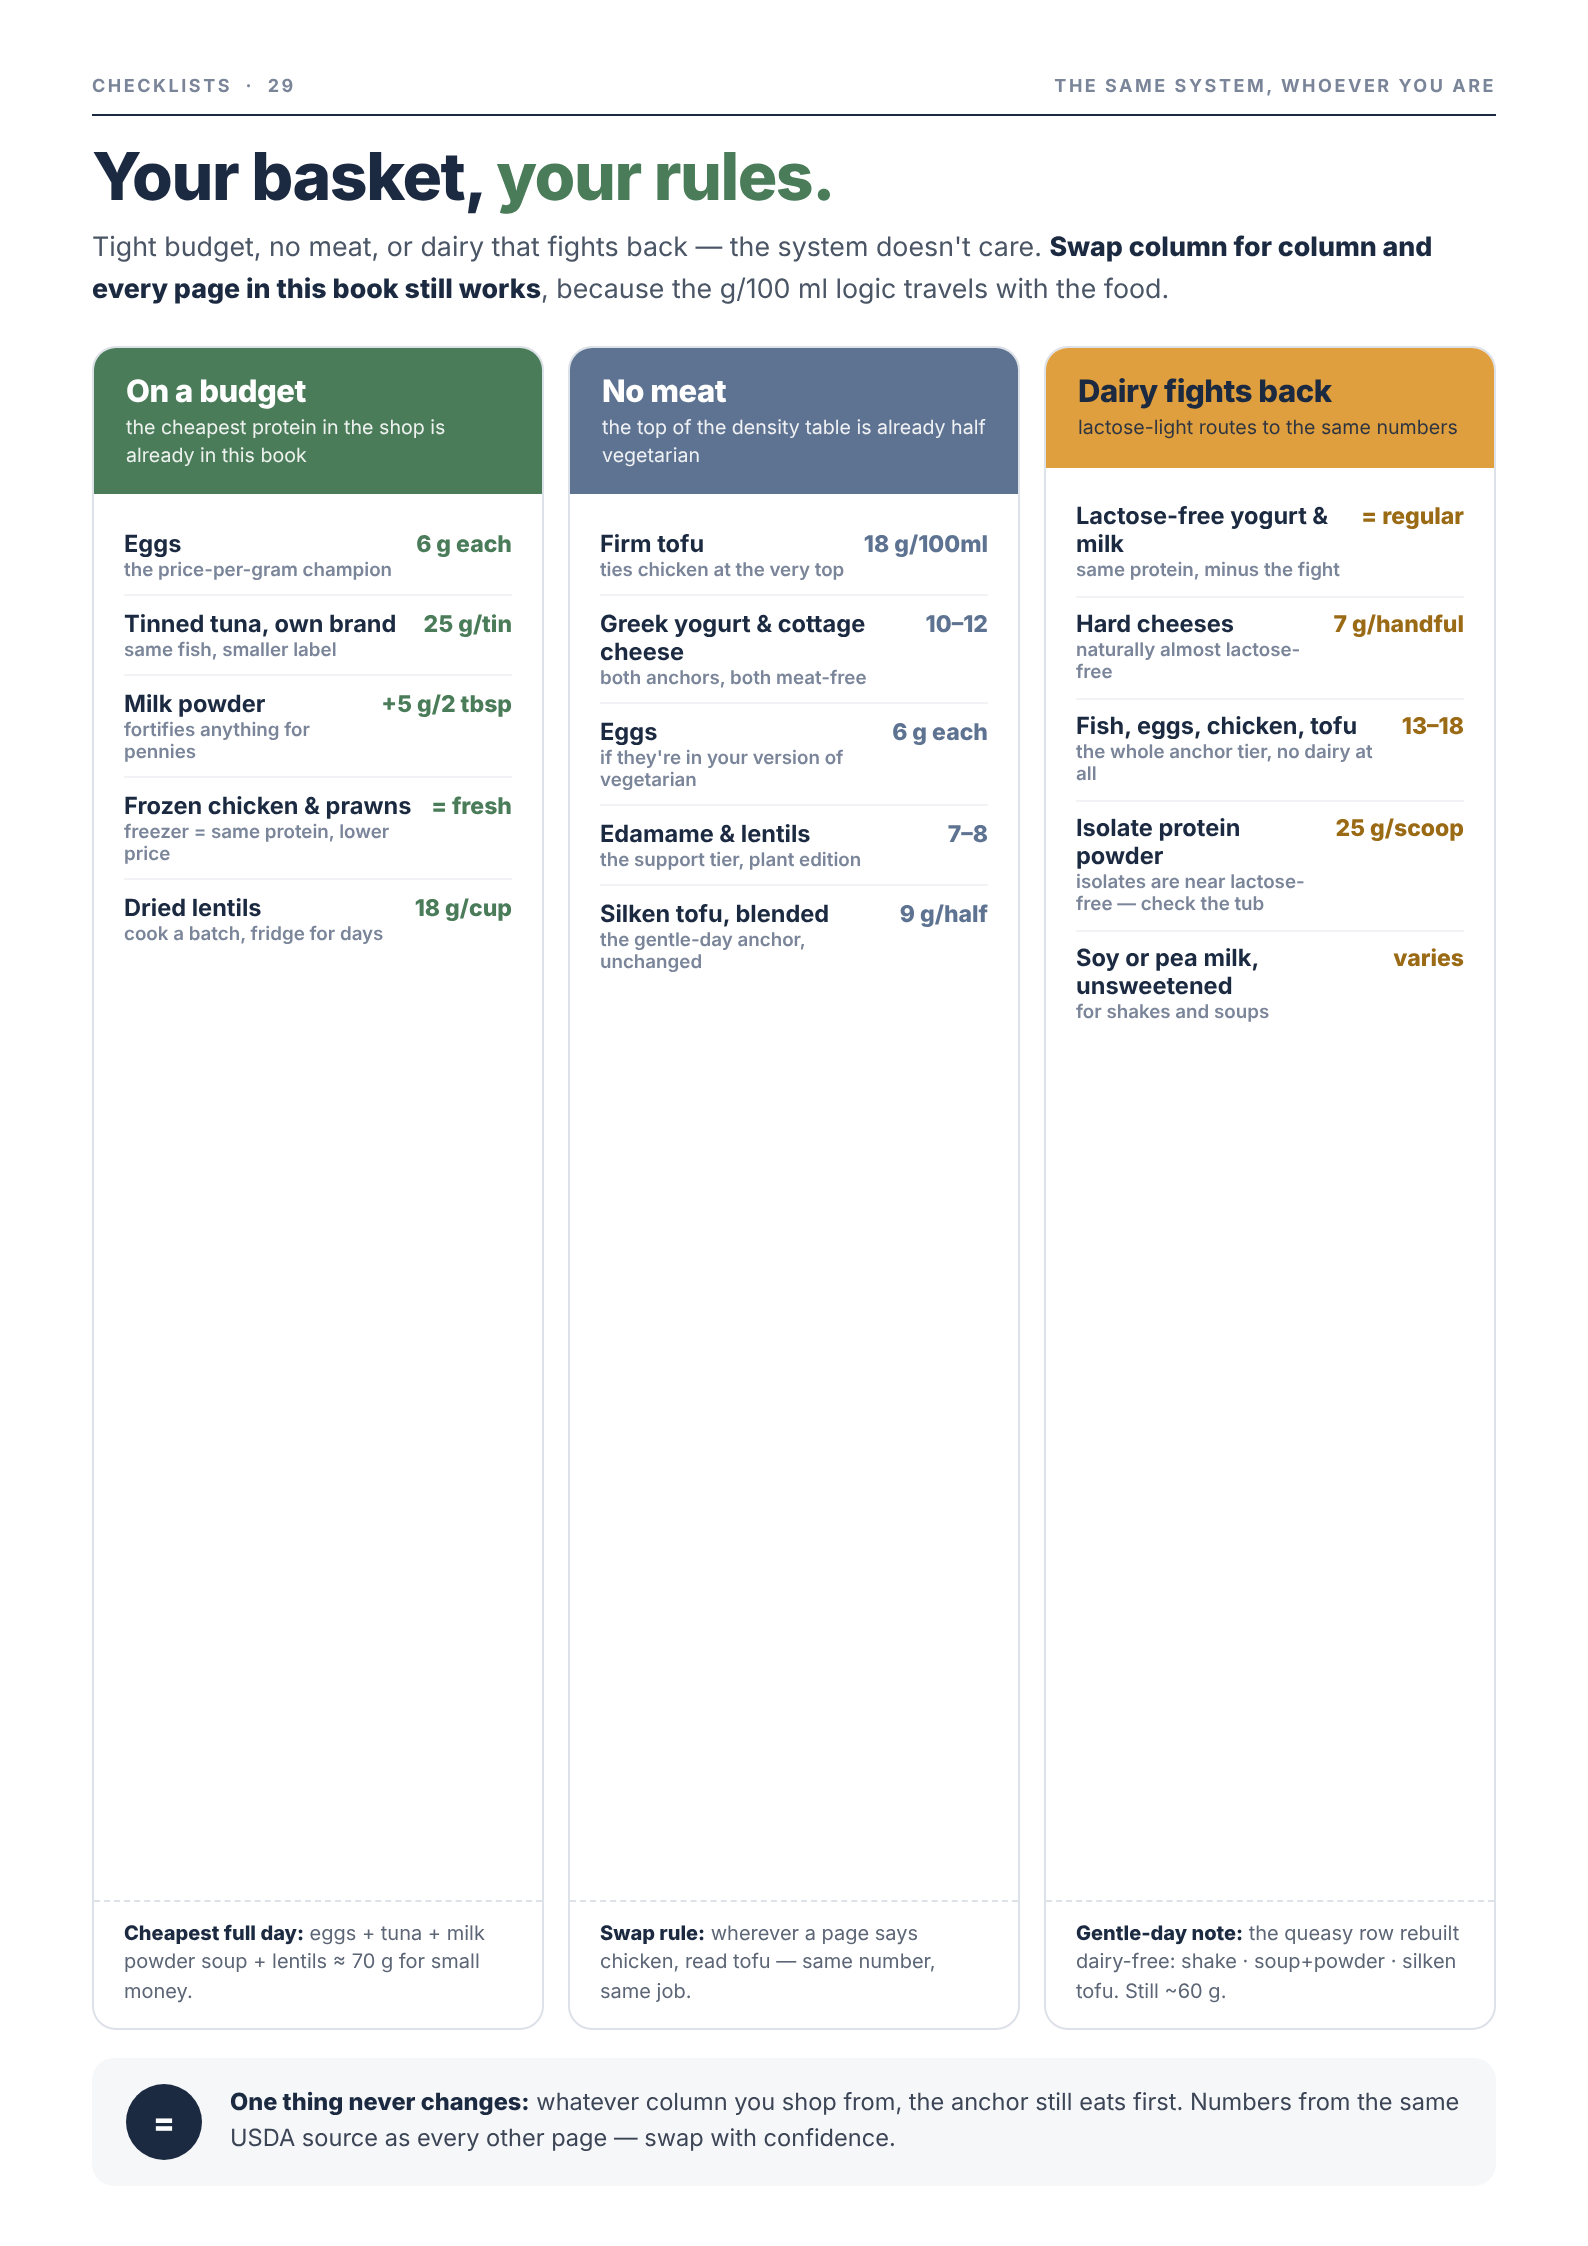 CHECKLISTS · 29
THE SAME SYSTEM, WHOEVER YOU ARE
Your basket, your rules.
Tight budget, no meat, or dairy that fights back — the system doesn't care. Swap column for column and
every page in this book still works, because the g/100 ml logic travels with the food.
On a budget
the cheapest protein in the shop is
already in this book
Eggs 6 g each
the price-per-gram champion
Tinned tuna, own brand 25 g/tin
same fish, smaller label
Milk powder +5 g/2 tbsp
fortifies anything for
pennies
Frozen chicken & prawns = fresh
freezer = same protein, lower
price
Dried lentils 18 g/cup
cook a batch, fridge for days
Cheapest full day: eggs + tuna + milk
powder soup + lentils ≈ 70 g for small
money.
No meat
the top of the density table is already half
vegetarian
Firm tofu 18 g/100ml
ties chicken at the very top
Greek yogurt & cottage 10–12
cheese
both anchors, both meat-free
Eggs 6 g each
if they're in your version of
vegetarian
Edamame & lentils 7–8
the support tier, plant edition
Silken tofu, blended 9 g/half
the gentle-day anchor,
unchanged
Swap rule: wherever a page says
chicken, read tofu — same number,
same job.
Dairy fights back
lactose-light routes to the same numbers
Lactose-free yogurt & = regular
milk
same protein, minus the fight
Hard cheeses 7 g/handful
naturally almost lactose-
free
Fish, eggs, chicken, tofu 13–18
the whole anchor tier, no dairy at
all
Isolate protein 25 g/scoop
powder
isolates are near lactose-
free — check the tub
Soy or pea milk, varies
unsweetened
for shakes and soups
Gentle-day note: the queasy row rebuilt
dairy-free: shake · soup+powder · silken
tofu. Still ~60 g.
=
One thing never changes: whatever column you shop from, the anchor still eats first. Numbers from the same
USDA source as every other page — swap with confidence.